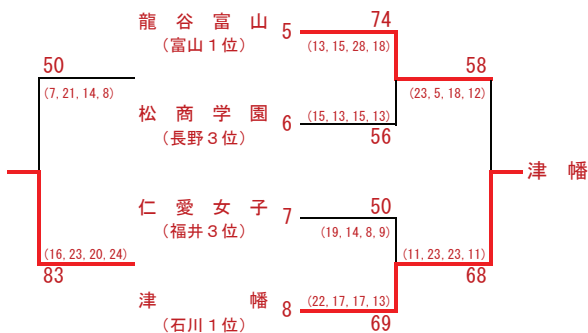 龍谷富山 5 74
(富山１位) (13, 15, 28, 18)
50 58
(7, 21, 14, 8) (23, 5, 18, 12)
松商学園 6 (15, 13, 15, 13)
(長野３位) 56
津幡
仁愛女子 7 50
(福井３位) (19, 14, 8, 9)
(16, 23, 20, 24) (11, 23, 23, 11)
83 68
津幡 8 (22, 17, 17, 13)
(石川１位) 69